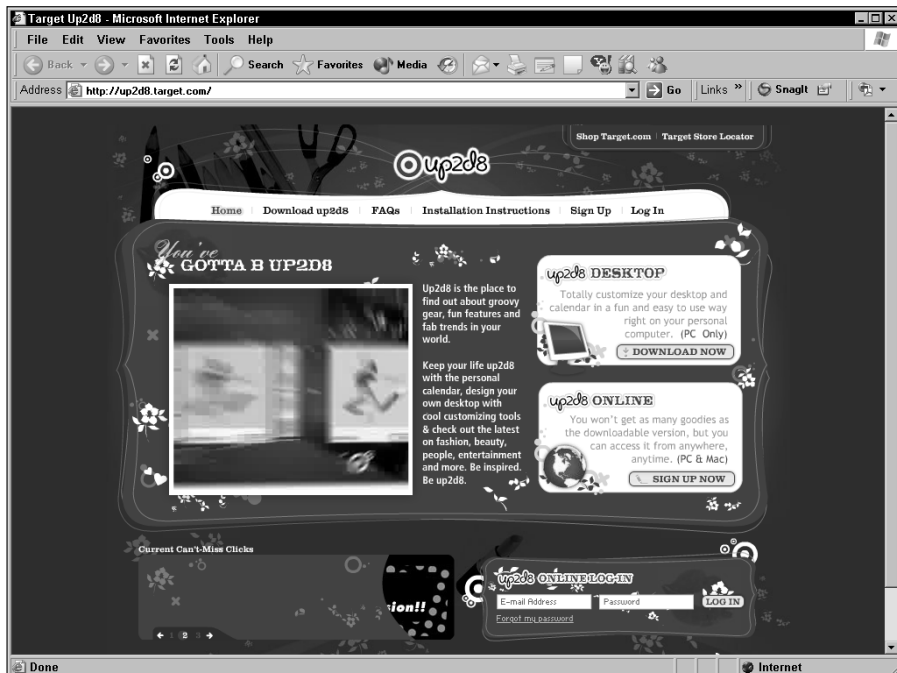 Target Up2d8 - Microsoft Internet Explorer
File Edit View Favorites Tools Help
Back Search Favorites Media
Address http://up2d8.target.com/ Go Links » SnagIt
Shop Target.com | Target Store Locator
up2d8
Home | Download up2d8 | FAQs | Installation Instructions | Sign Up | Log In
You've
GOTTA B UP2D8
Up2d8 is the place to
find out about groovy
gear, fun features and
fab trends in your
world.
Keep your life up2d8
with the personal
calendar, design your
own desktop with
cool customizing tools
& check out the latest
on fashion, beauty,
people, entertainment
and more. Be inspired.
Be up2d8.
up2d8 DESKTOP
Totally customize your desktop and
calendar in a fun and easy to use way
right on your personal
computer. (PC Only)
DOWNLOAD NOW
up2d8 ONLINE
You won't get as many goodies as
the downloadable version, but you
can access it from anywhere,
anytime. (PC & Mac)
SIGN UP NOW
Current Can't-Miss Clicks
sion!!
1 2 3
up2d8 ONLINE LOG-IN
E-mail Address Password LOG IN
Forgot my password
Done Internet